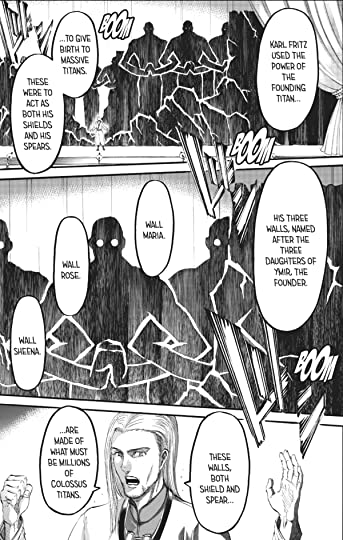 KARL FRITZ
USED THE
POWER OF
THE
FOUNDING
TITAN...
...TO GIVE
BIRTH TO
MASSIVE
TITANS.
THESE
WERE TO
ACT AS
BOTH HIS
SHIELDS
AND HIS
SPEARS.
BOOM
BOOM
BOOM
BOOM
HIS THREE
WALLS, NAMED
AFTER THE
THREE
DAUGHTERS OF
YMIR, THE
FOUNDER.
WALL
MARIA.
WALL
ROSE.
WALL
SHEENA.
BOOM
THESE
WALLS,
BOTH
SHIELD
AND
SPEAR...
...ARE
MADE OF
WHAT MUST
BE MILLIONS
OF
COLOSSUS
TITANS.